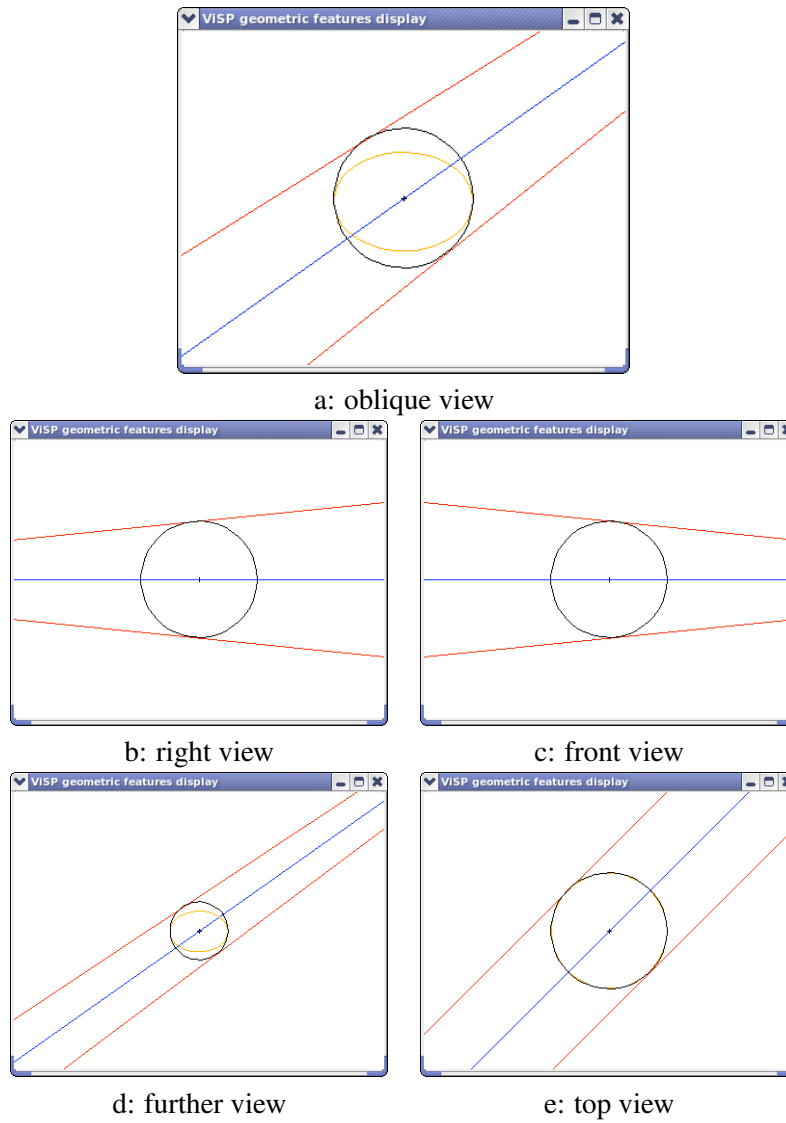 ViSP geometric features display
a: oblique view
ViSP geometric features display
ViSP geometric features display
b: right view
c: front view
ViSP geometric features display
ViSP geometric features display
d: further view
e: top view